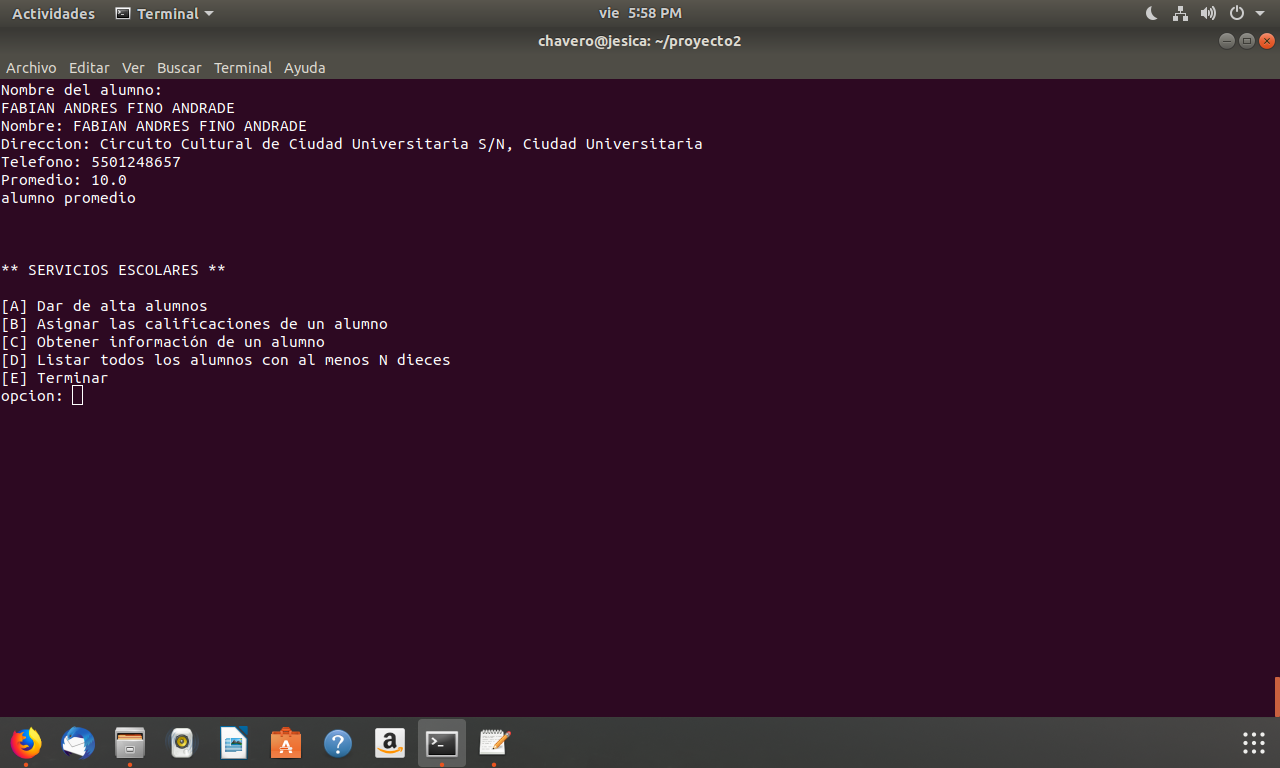 Actividades Terminal vie 5:58 PM
chavero@jesica: ~/proyecto2
Archivo Editar Ver Buscar Terminal Ayuda
Nombre del alumno:
FABIAN ANDRES FINO ANDRADE
Nombre: FABIAN ANDRES FINO ANDRADE
Direccion: Circuito Cultural de Ciudad Universitaria S/N, Ciudad Universitaria
Telefono: 5501248657
Promedio: 10.0
alumno promedio
** SERVICIOS ESCOLARES **
[A] Dar de alta alumnos
[B] Asignar las calificaciones de un alumno
[C] Obtener información de un alumno
[D] Listar todos los alumnos con al menos N dieces
[E] Terminar
opcion: